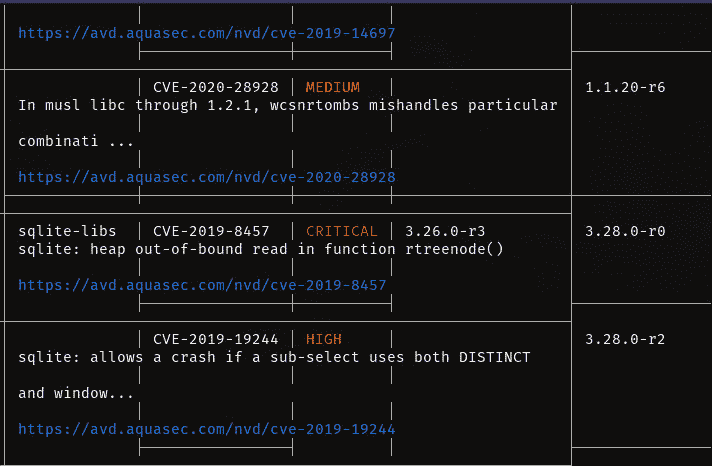 https://avd.aquasec.com/nvd/cve-2019-14697
CVE-2020-28928 MEDIUM 1.1.20-r6
In musl libc through 1.2.1, wcsnrtombs mishandles particular
combinati ...
https://avd.aquasec.com/nvd/cve-2020-28928
sqlite-libs CVE-2019-8457 CRITICAL 3.26.0-r3 3.28.0-r0
sqlite: heap out-of-bound read in function rtreenode()
https://avd.aquasec.com/nvd/cve-2019-8457
CVE-2019-19244 HIGH 3.28.0-r2
sqlite: allows a crash if a sub-select uses both DISTINCT
and window...
https://avd.aquasec.com/nvd/cve-2019-19244